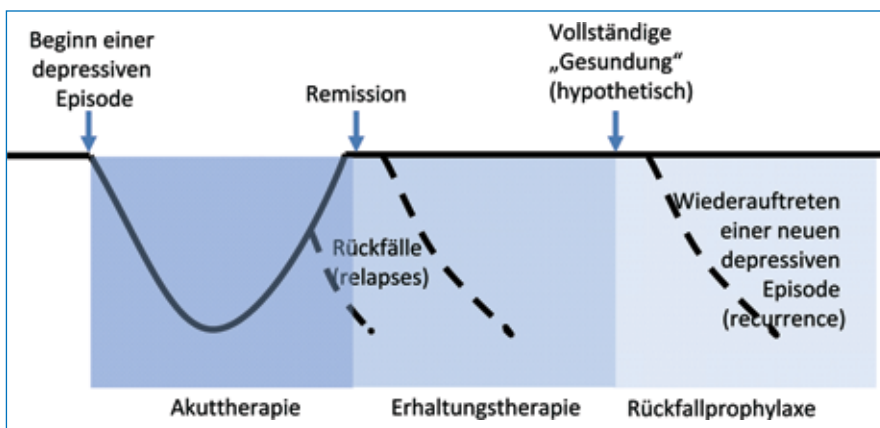 Beginn einer
depressiven
Episode
Remission
Vollständige
„Gesundung“
(hypothetisch)
Rückfälle
(relapses)
Wiederauftreten
einer neuen
depressiven
Episode
(recurrence)
Akuttherapie
Erhaltungstherapie
Rückfallprophylaxe